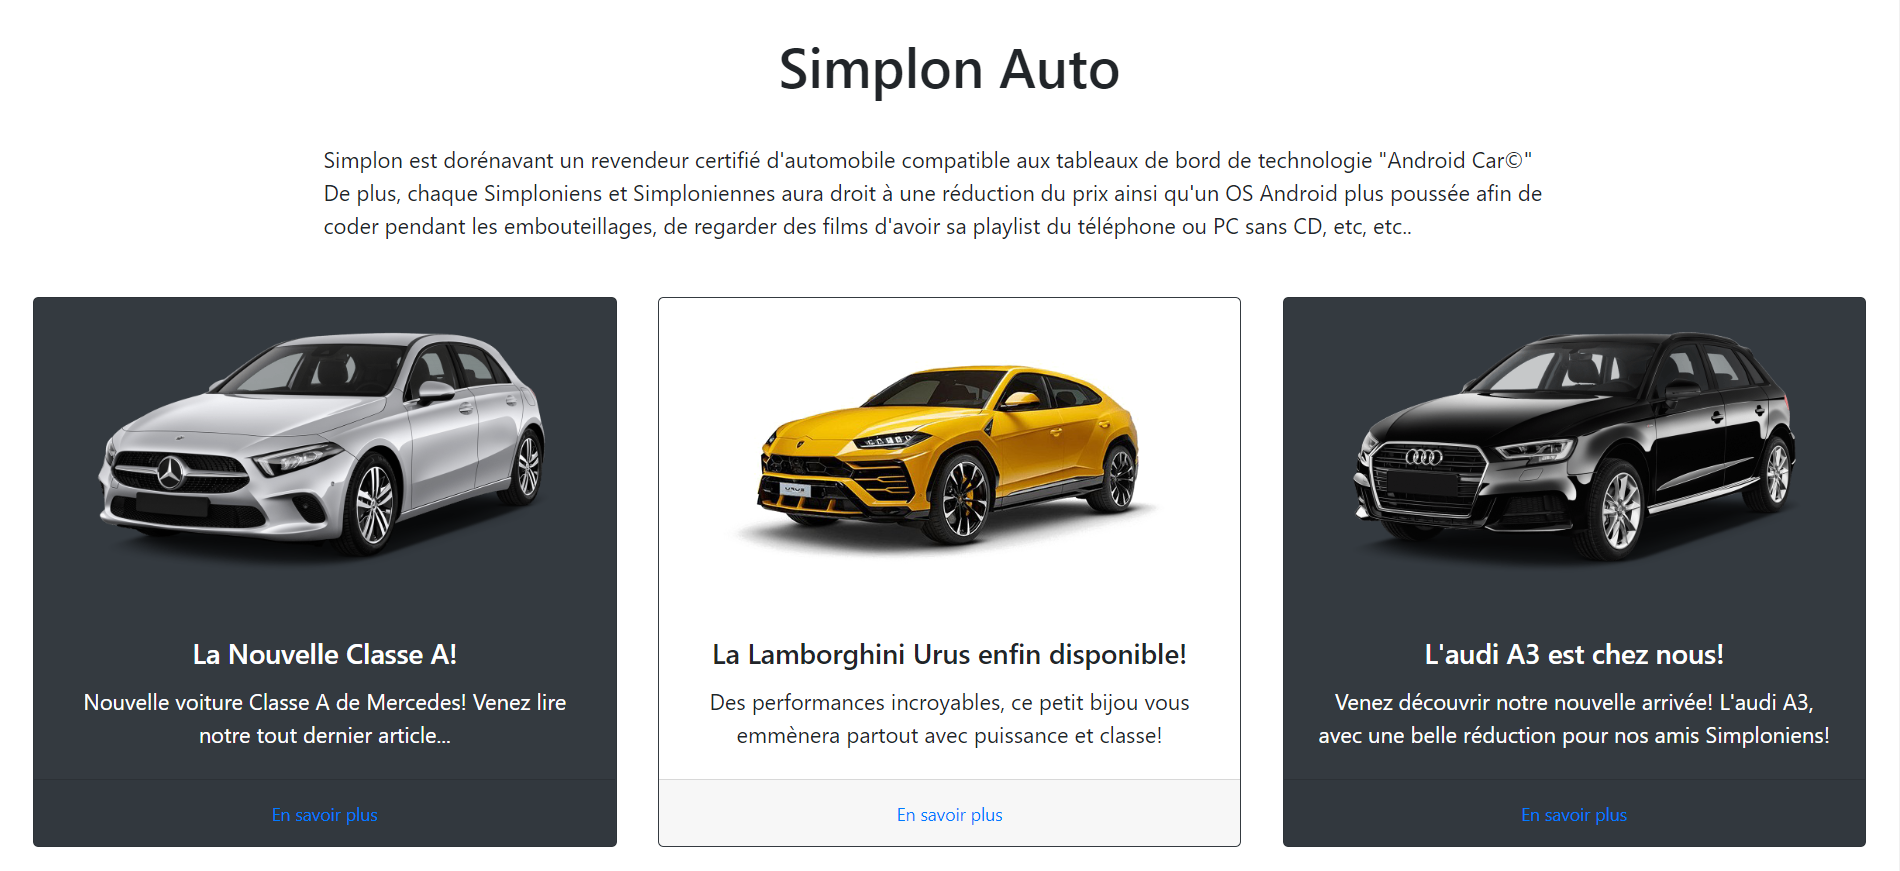 Simplon Auto
Simplon est dorénavant un revendeur certifié d'automobile compatible aux tableaux de bord de technologie "Android Car©"
De plus, chaque Simploniens et Simploniennes aura droit à une réduction du prix ainsi qu'un OS Android plus poussée afin de
coder pendant les embouteillages, de regarder des films d'avoir sa playlist du téléphone ou PC sans CD, etc, etc..
URUS
La Nouvelle Classe A!
Nouvelle voiture Classe A de Mercedes! Venez lire
notre tout dernier article...
En savoir plus
La Lamborghini Urus enfin disponible!
Des performances incroyables, ce petit bijou vous
emmènera partout avec puissance et classe!
En savoir plus
L'audi A3 est chez nous!
Venez découvrir notre nouvelle arrivée! L'audi A3,
avec une belle réduction pour nos amis Simploniens!
En savoir plus